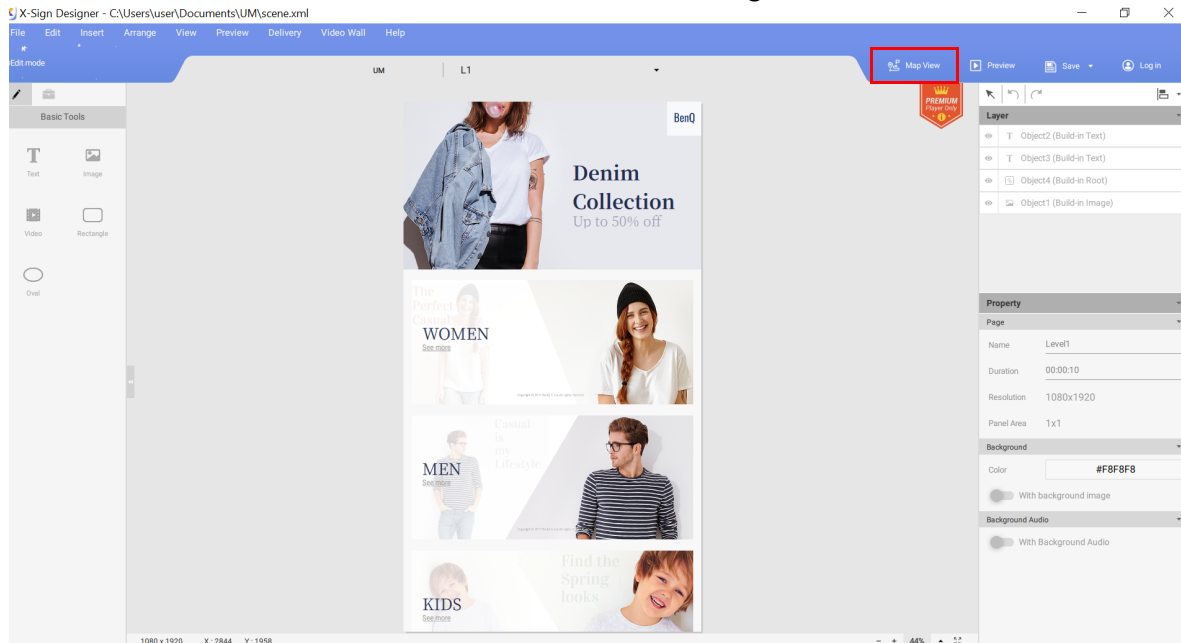 X-Sign Designer - C:\Users\user\Documents\UM\scene.xml
File Edit Insert Arrange View Preview Delivery Video Wall Help
Edit mode
UM L1
Map View Preview Save Log in
Basic Tools
Text Image
Video Rectangle
Oval
BenQ
Denim
Collection
Up to 50% off
The
Perfect
Casual
WOMEN
See more
Casual
is
my
Lifestyle
MEN
See more
Find the
Spring
looks
KIDS
See more
PREMIUM
Player Only
Layer
T Object2 (Build-in Text)
T Object3 (Build-in Text)
Object4 (Build-in Root)
Object1 (Build-in Image)
Property
Page
Name Level1
Duration 00:00:10
Resolution 1080x1920
Panel Area 1x1
Background
Color #F8F8F8
With background image
Background Audio
With Background Audio
1080 x 1920 X : 2844 Y : 1958
- + 44%